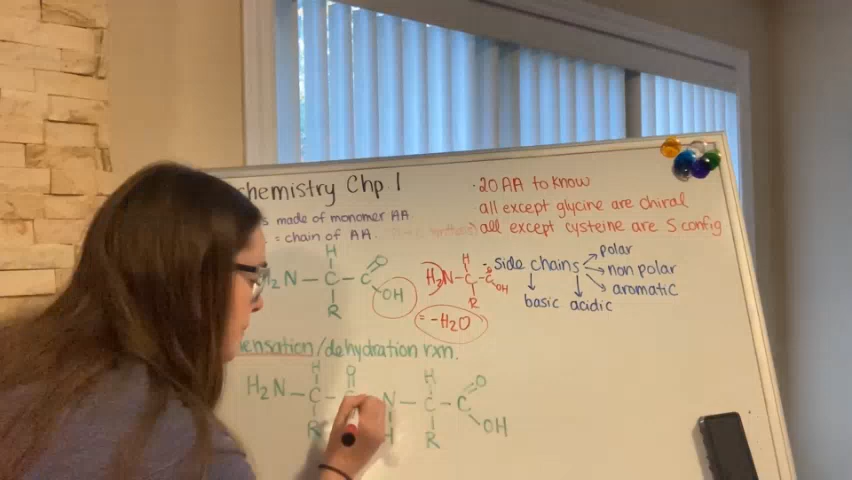 chemistry Chp 1
s made of monomer AA
= chain of AA.
· 20 AA to know
all except glycine are chiral
all except cysteine are S config
- side chains
polar
non polar
aromatic
basic acidic
H
H₂N — C — C
O
OH
R
H
H₂N — C — C
O
OH
R
= - H₂O
ensation/dehydration rxn.
H O H O
H₂N — C — N — C — C
R H R OH